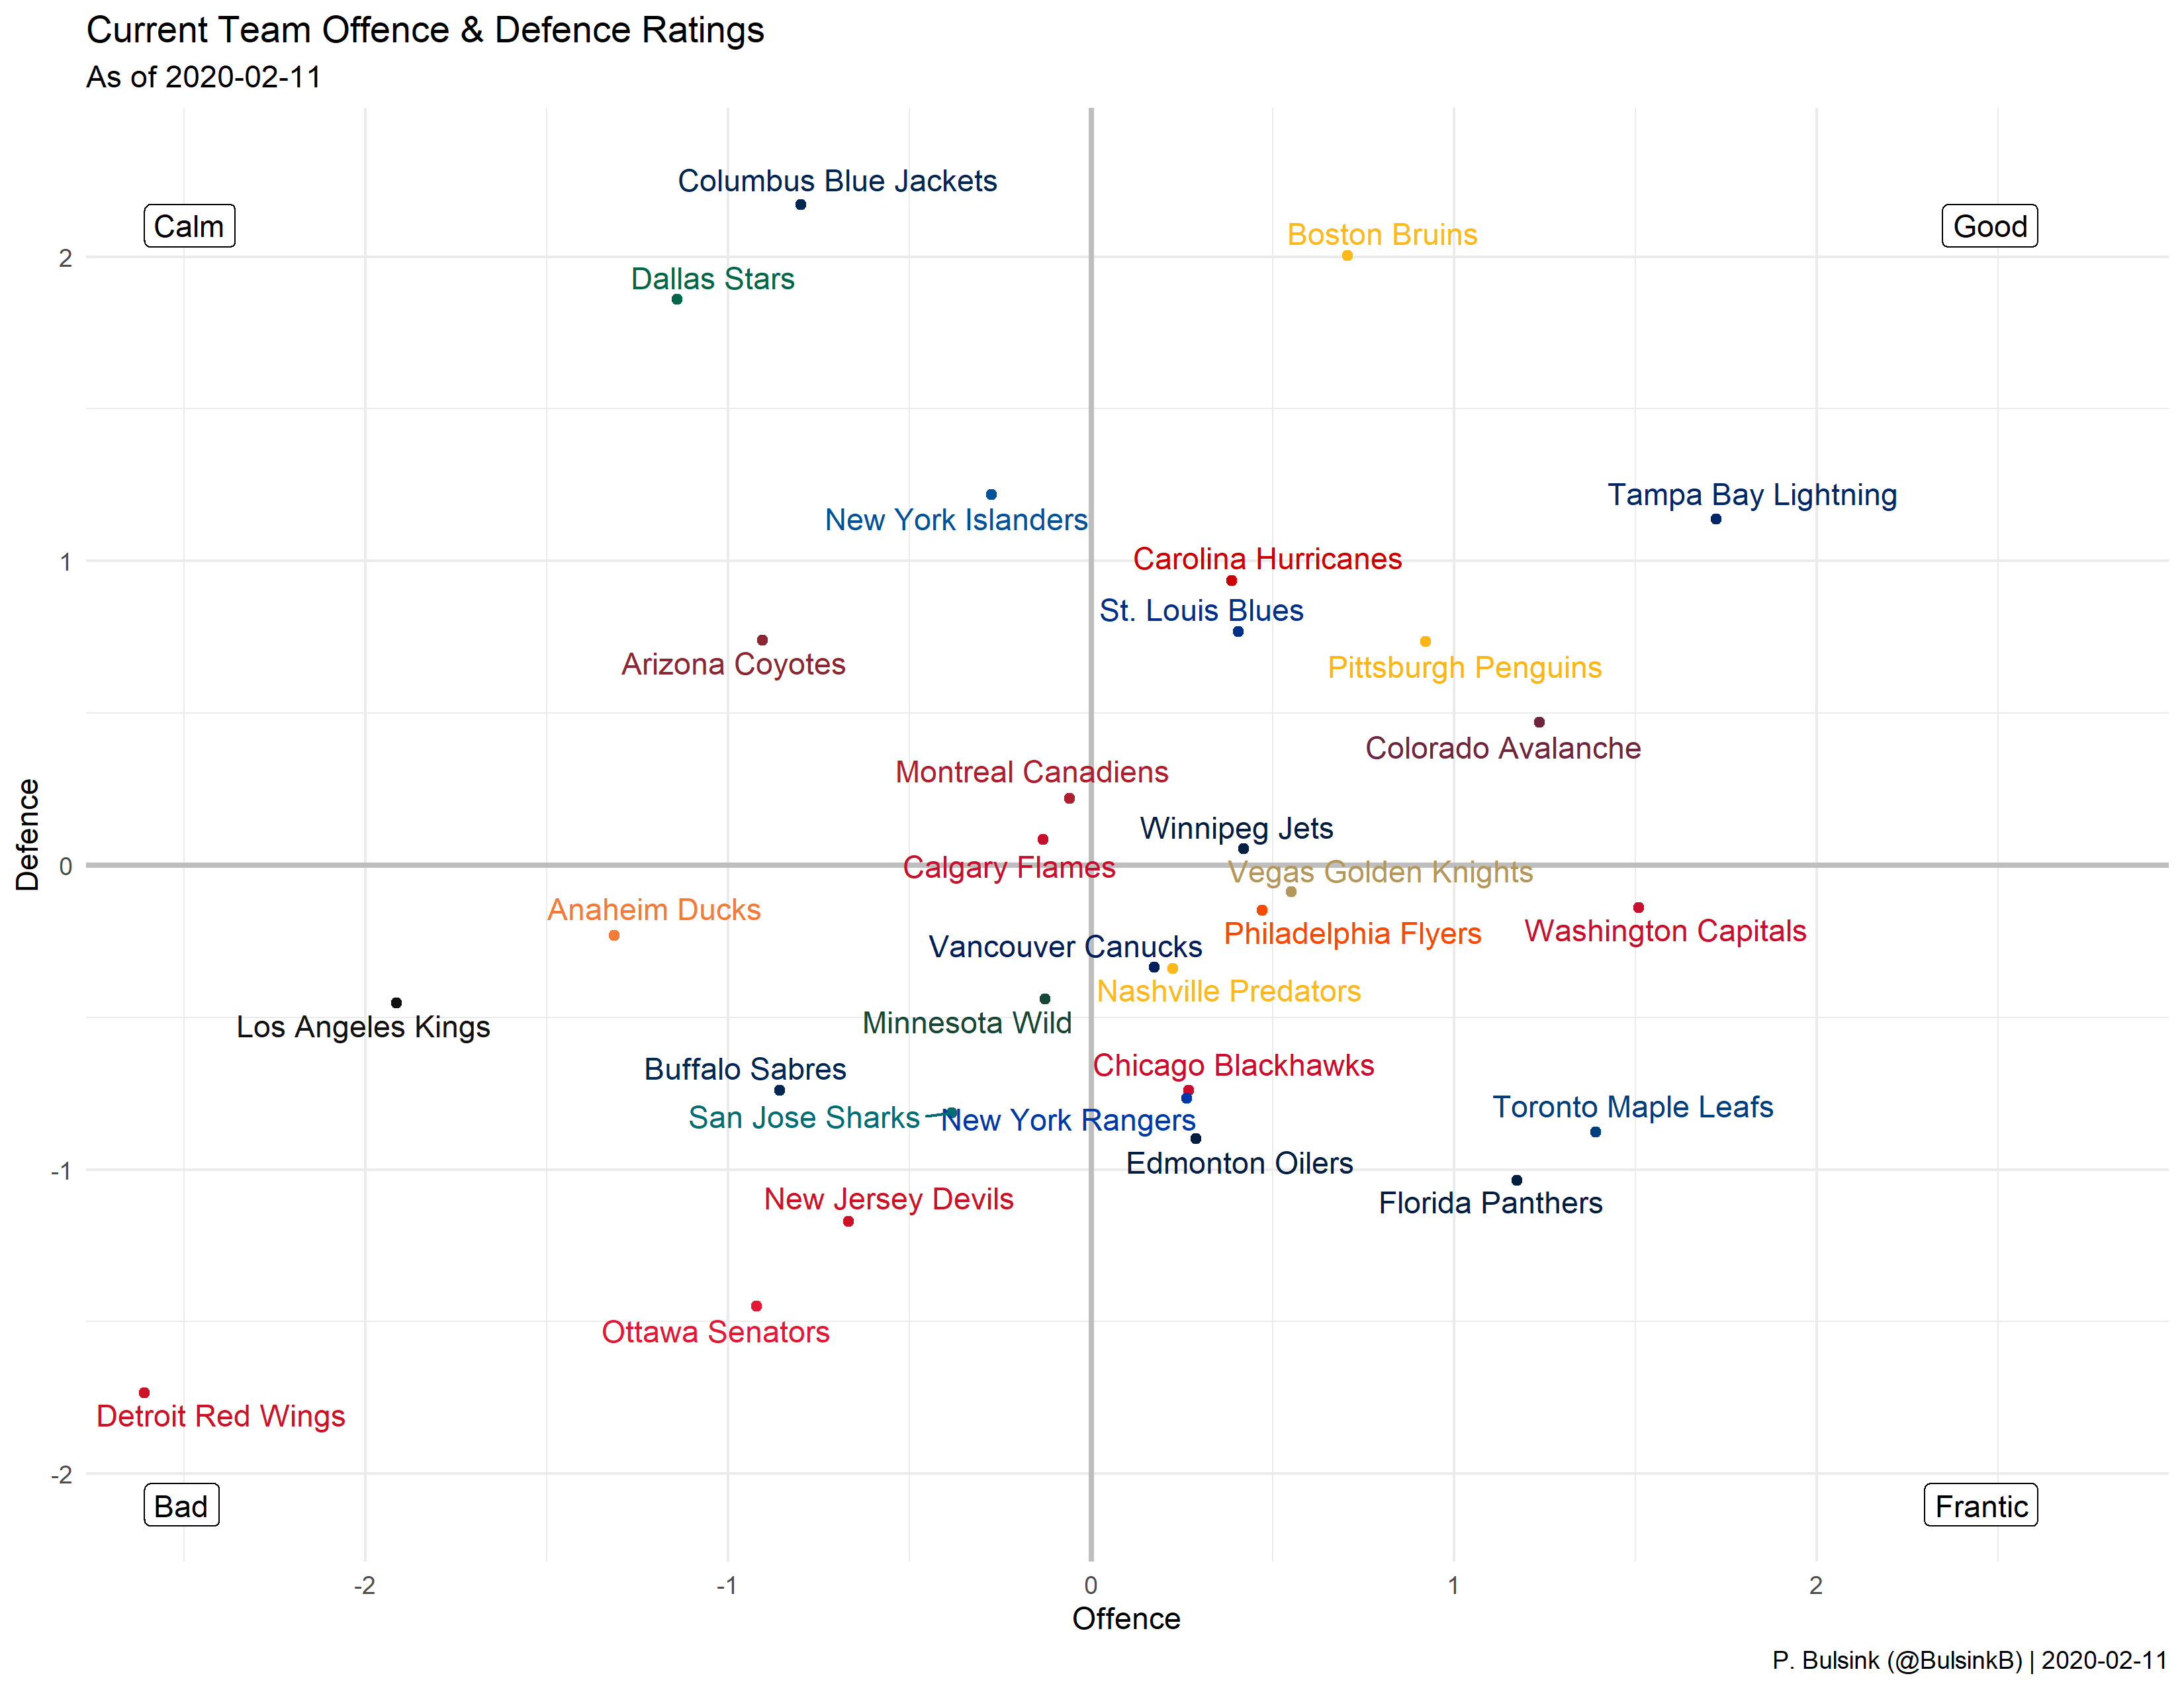 Current Team Offence & Defence Ratings
As of 2020-02-11
Columbus Blue Jackets
Calm
Good
Boston Bruins
2
Dallas Stars
Tampa Bay Lightning
New York Islanders
1
Carolina Hurricanes
St. Louis Blues
Arizona Coyotes
Pittsburgh Penguins
Colorado Avalanche
Montreal Canadiens
Winnipeg Jets
Defence
0
Calgary Flames
Vegas Golden Knights
Anaheim Ducks
Philadelphia Flyers
Washington Capitals
Vancouver Canucks
Nashville Predators
Los Angeles Kings
Minnesota Wild
Buffalo Sabres
Chicago Blackhawks
San Jose Sharks
New York Rangers
Toronto Maple Leafs
-1
Edmonton Oilers
New Jersey Devils
Florida Panthers
Ottawa Senators
Detroit Red Wings
-2
Bad
Frantic
-2
-1
0
1
2
Offence
P. Bulsink (@BulsinkB) | 2020-02-11